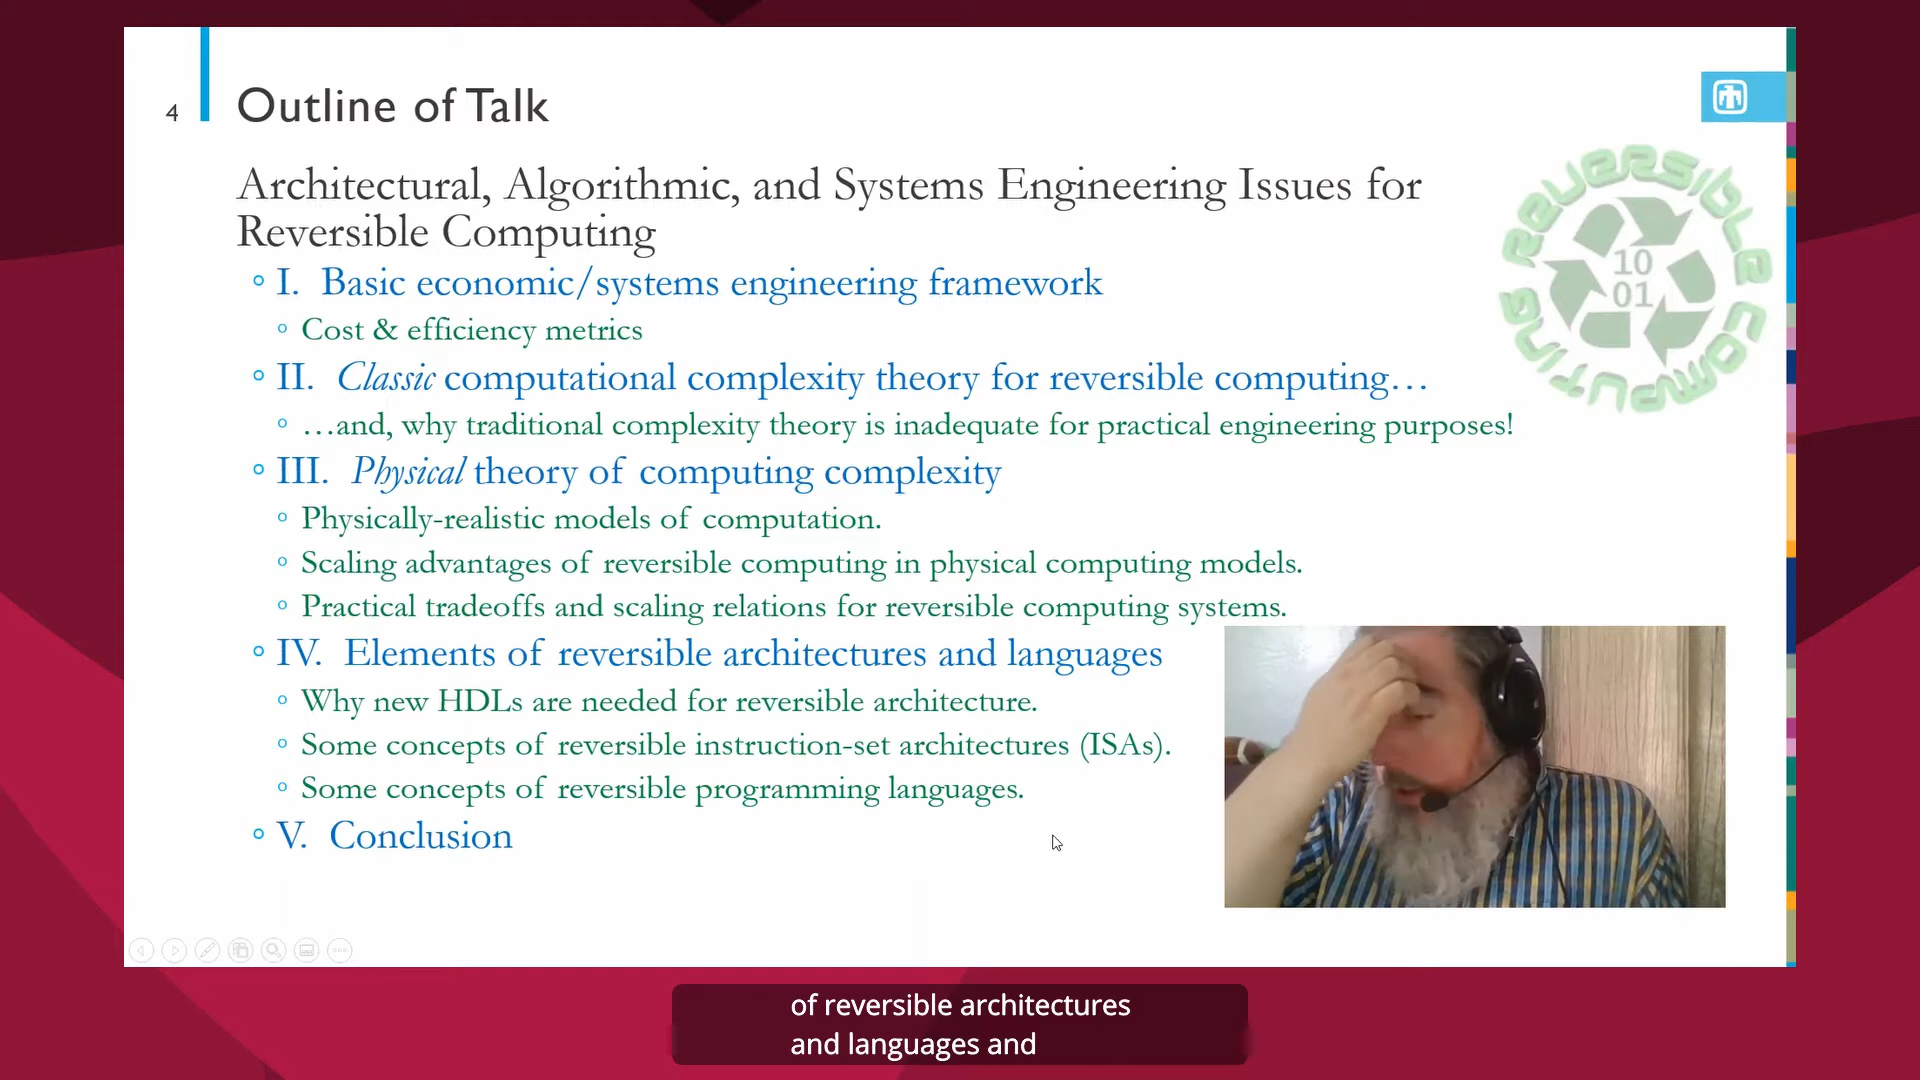 4
Outline of Talk
Architectural, Algorithmic, and Systems Engineering Issues for
Reversible Computing
I. Basic economic/systems engineering framework
Cost & efficiency metrics
II. Classic computational complexity theory for reversible computing…
…and, why traditional complexity theory is inadequate for practical engineering purposes!
III. Physical theory of computing complexity
Physically-realistic models of computation.
Scaling advantages of reversible computing in physical computing models.
Practical tradeoffs and scaling relations for reversible computing systems.
IV. Elements of reversible architectures and languages
Why new HDLs are needed for reversible architecture.
Some concepts of reversible instruction-set architectures (ISAs).
Some concepts of reversible programming languages.
V. Conclusion
REVERSIBLE COMPUTING
10
01
of reversible architectures
and languages and